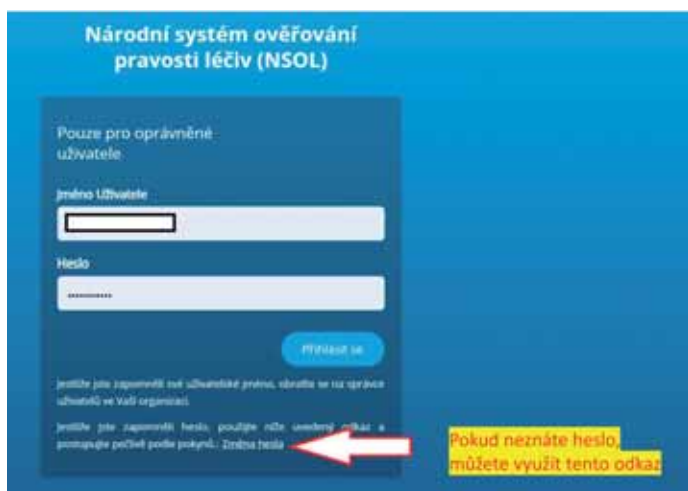 Národní systém ověřování
pravosti léčiv (NSOL)
Pouze pro oprávněné
uživatele
Jméno Uživatele
Heslo
Přihlásit se
Jestliže jste zapomněli své uživatelské jméno, obraťte se na správce
uživatelů ve Vaší organizaci.
Jestliže jste zapomněli heslo, použijte níže uvedený odkaz a
postupujte pečlivě podle pokynů.: Změna hesla
Pokud neznáte heslo,
můžete využít tento odkaz